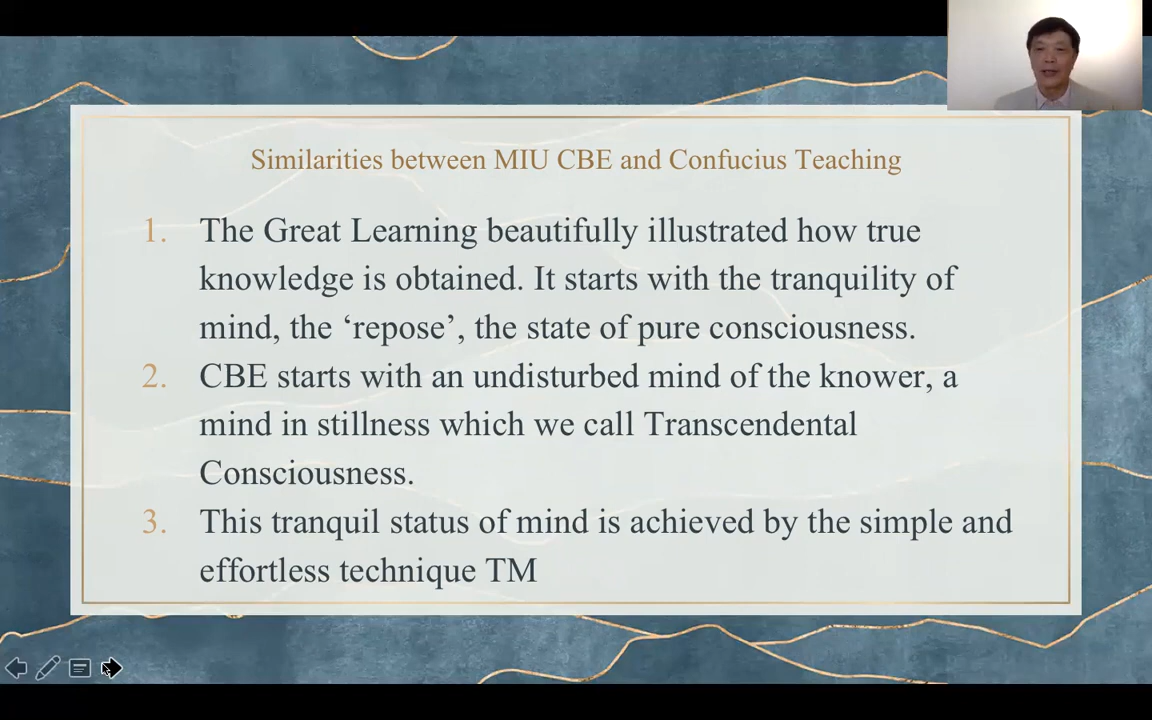 Similarities between MIU CBE and Confucius Teaching
1. The Great Learning beautifully illustrated how true
knowledge is obtained. It starts with the tranquility of
mind, the ‘repose’, the state of pure consciousness.
2. CBE starts with an undisturbed mind of the knower, a
mind in stillness which we call Transcendental
Consciousness.
3. This tranquil status of mind is achieved by the simple and
effortless technique TM